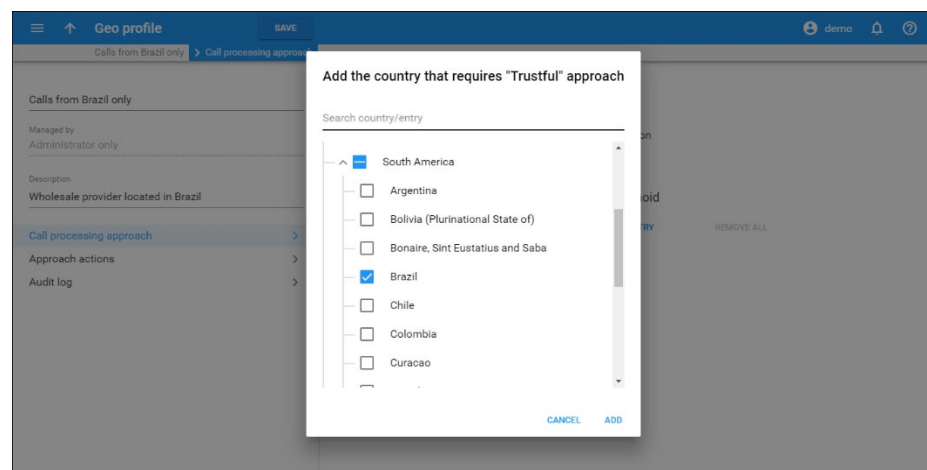 Geo profile
SAVE
demo
Calls from Brazil only
Call processing approach
Add the country that requires "Trustful" approach
Search country/entry
South America
Argentina
Bolivia (Plurinational State of)
Bonaire, Sint Eustatius and Saba
Brazil
Chile
Colombia
Curacao
CANCEL
ADD
Calls from Brazil only
Managed by
Administrator only
Description
Wholesale provider located in Brazil
Call processing approach
Approach actions
Audit log
REMOVE ALL